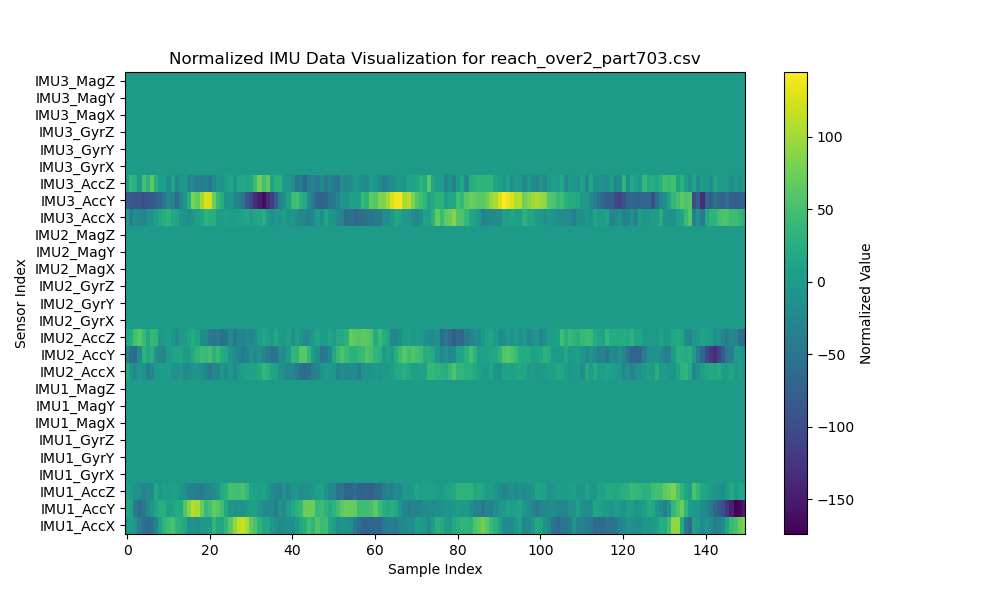 Normalized IMU Data Visualization for reach_over2_part703.csv
Sensor Index
IMU3_MagZ
IMU3_MagY
IMU3_MagX
IMU3_GyrZ
IMU3_GyrY
IMU3_GyrX
IMU3_AccZ
IMU3_AccY
IMU3_AccX
IMU2_MagZ
IMU2_MagY
IMU2_MagX
IMU2_GyrZ
IMU2_GyrY
IMU2_GyrX
IMU2_AccZ
IMU2_AccY
IMU2_AccX
IMU1_MagZ
IMU1_MagY
IMU1_MagX
IMU1_GyrZ
IMU1_GyrY
IMU1_GyrX
IMU1_AccZ
IMU1_AccY
IMU1_AccX
0 20 40 60 80 100 120 140
Sample Index
100
50
0
−50
−100
−150
Normalized Value